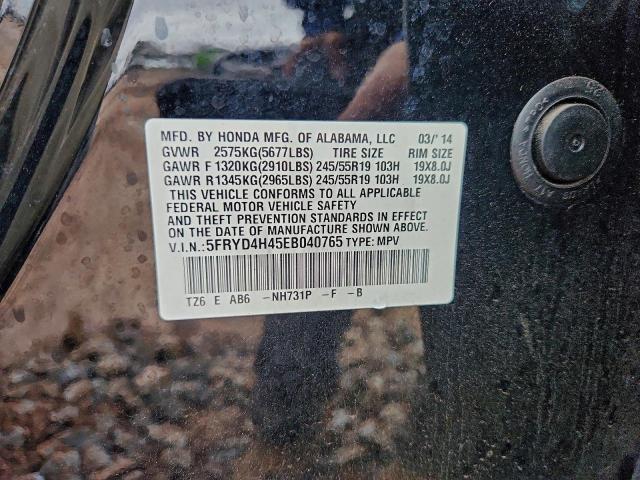 MFD. BY HONDA MFG. OF ALABAMA, LLC 03/'14
GVWR 2575KG(5677LBS) TIRE SIZE RIM SIZE
GAWR F 1320KG(2910LBS) 245/55R19 103H 19X8.0J
GAWR R 1345KG(2965LBS) 245/55R19 103H 19X8.0J
THIS VEHICLE CONFORMS TO ALL APPLICABLE
FEDERAL MOTOR VEHICLE SAFETY
AND THEFT PREVENTION STANDARDS IN EFFECT
ON THE DATE OF MANUFACTURE SHOWN ABOVE.
V.I.N.: 5FRYD4H45EB040765 TYPE: MPV
TZ6 E AB6 -NH731P -F -B